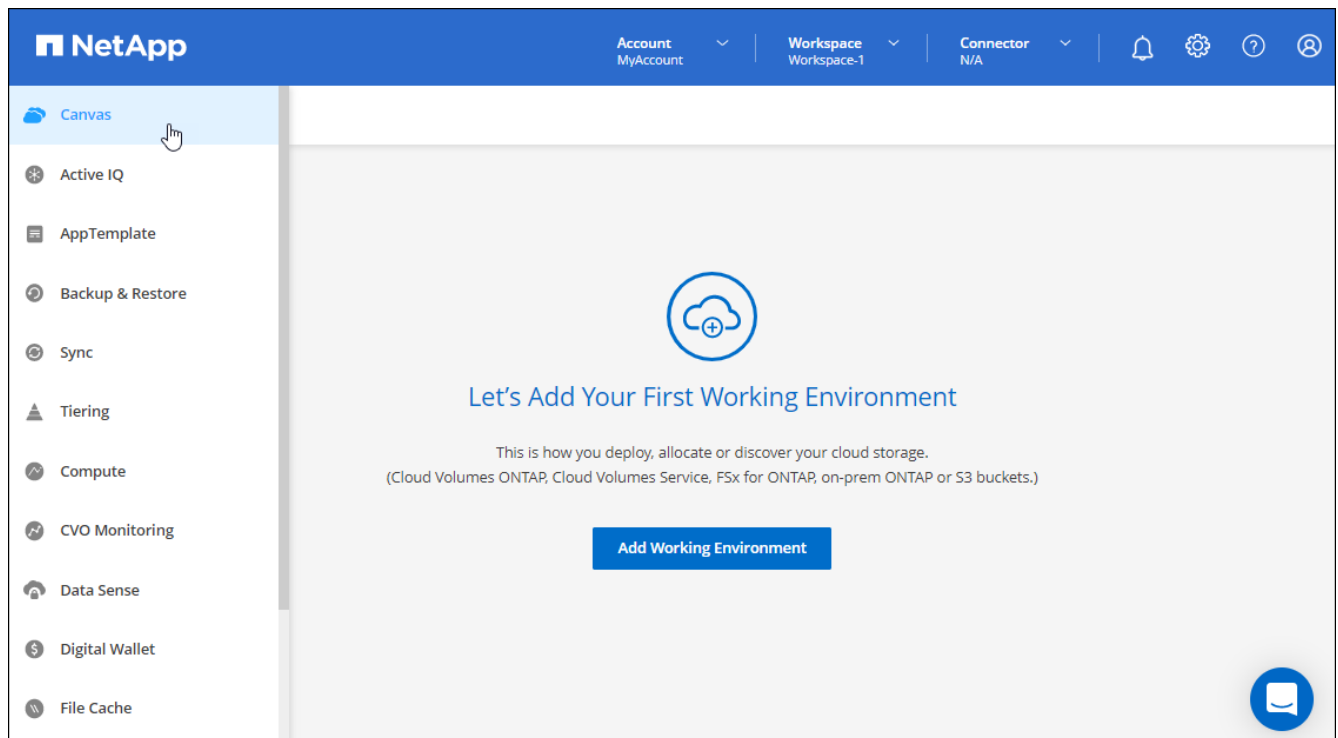 NetApp
Account
MyAccount
Workspace
Workspace-1
Connector
N/A
Canvas
Active IQ
AppTemplate
Backup & Restore
Sync
Tiering
Compute
CVO Monitoring
Data Sense
Digital Wallet
File Cache
Let's Add Your First Working Environment
This is how you deploy, allocate or discover your cloud storage.
(Cloud Volumes ONTAP, Cloud Volumes Service, FSx for ONTAP, on-prem ONTAP or S3 buckets.)
Add Working Environment